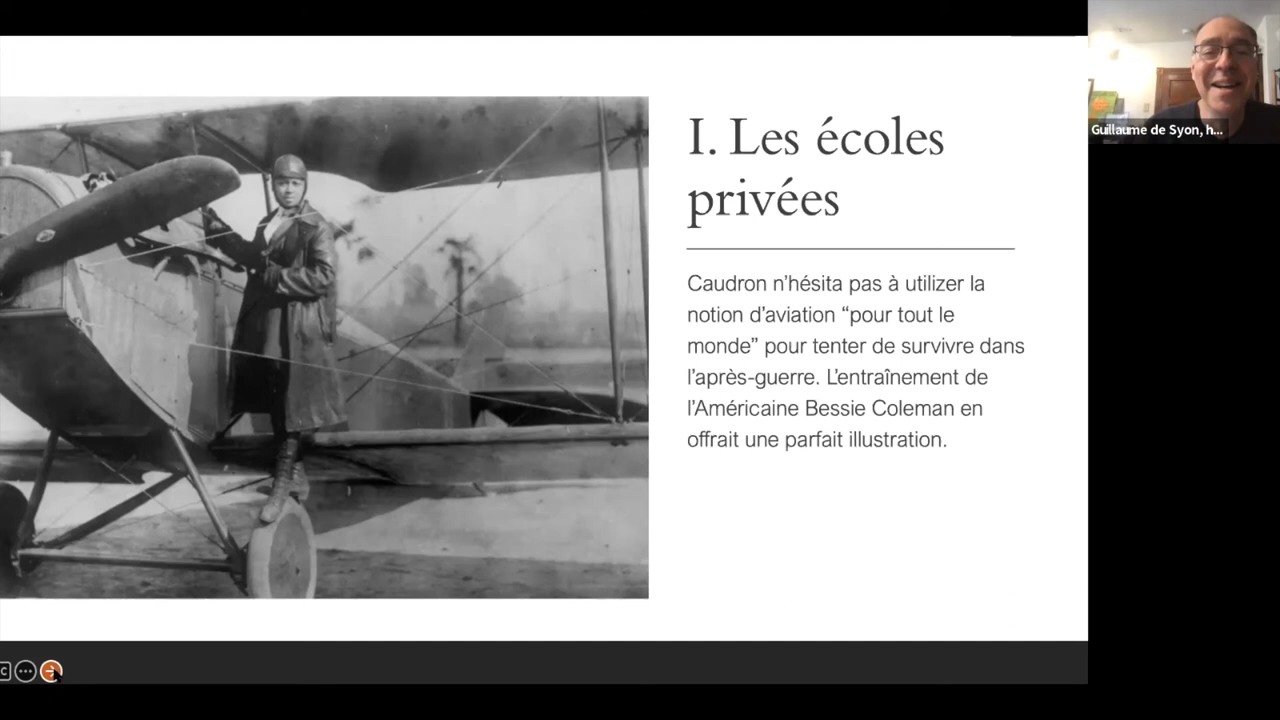 I. Les écoles
privées
Caudron n’hésita pas à utilizer la
notion d’aviation “pour tout le
monde” pour tenter de survivre dans
l’après-guerre. L’entraînement de
l’Américaine Bessie Coleman en
offrait une parfait illustration.
Guillaume de Syon, h...